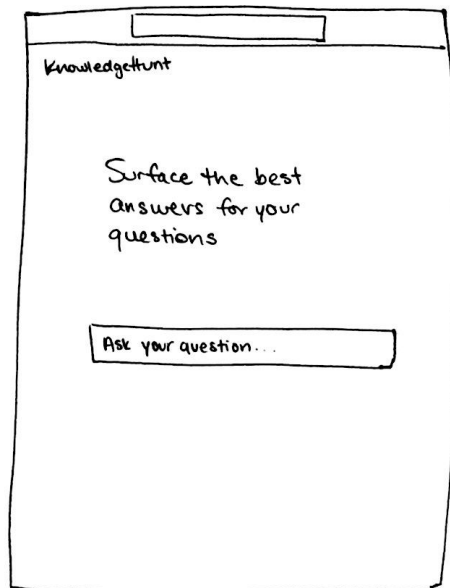 KnowledgeHunt
Surface the best
answers for your
questions
Ask your question...